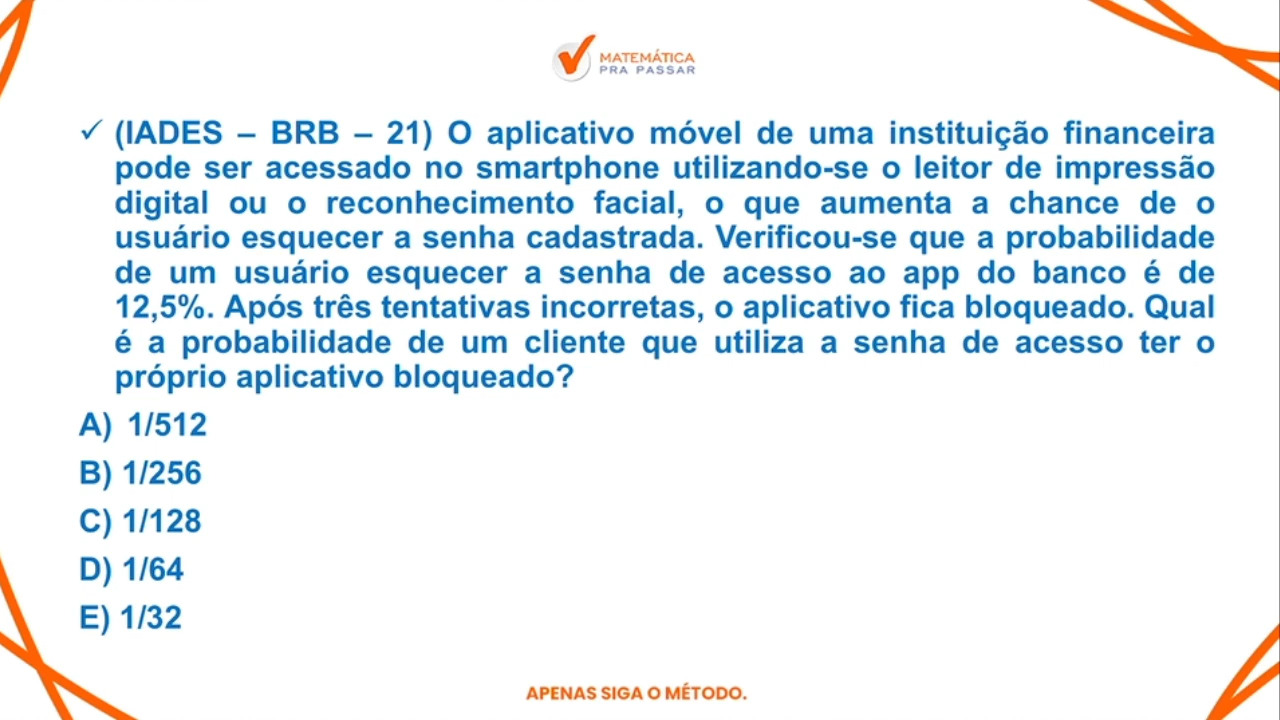 MATEMÁTICA
PRA PASSAR
✓ (IADES – BRB – 21) O aplicativo móvel de uma instituição financeira
pode ser acessado no smartphone utilizando-se o leitor de impressão
digital ou o reconhecimento facial, o que aumenta a chance de o
usuário esquecer a senha cadastrada. Verificou-se que a probabilidade
de um usuário esquecer a senha de acesso ao app do banco é de
12,5%. Após três tentativas incorretas, o aplicativo fica bloqueado. Qual
é a probabilidade de um cliente que utiliza a senha de acesso ter o
próprio aplicativo bloqueado?
A) 1/512
B) 1/256
C) 1/128
D) 1/64
E) 1/32
APENAS SIGA O MÉTODO.